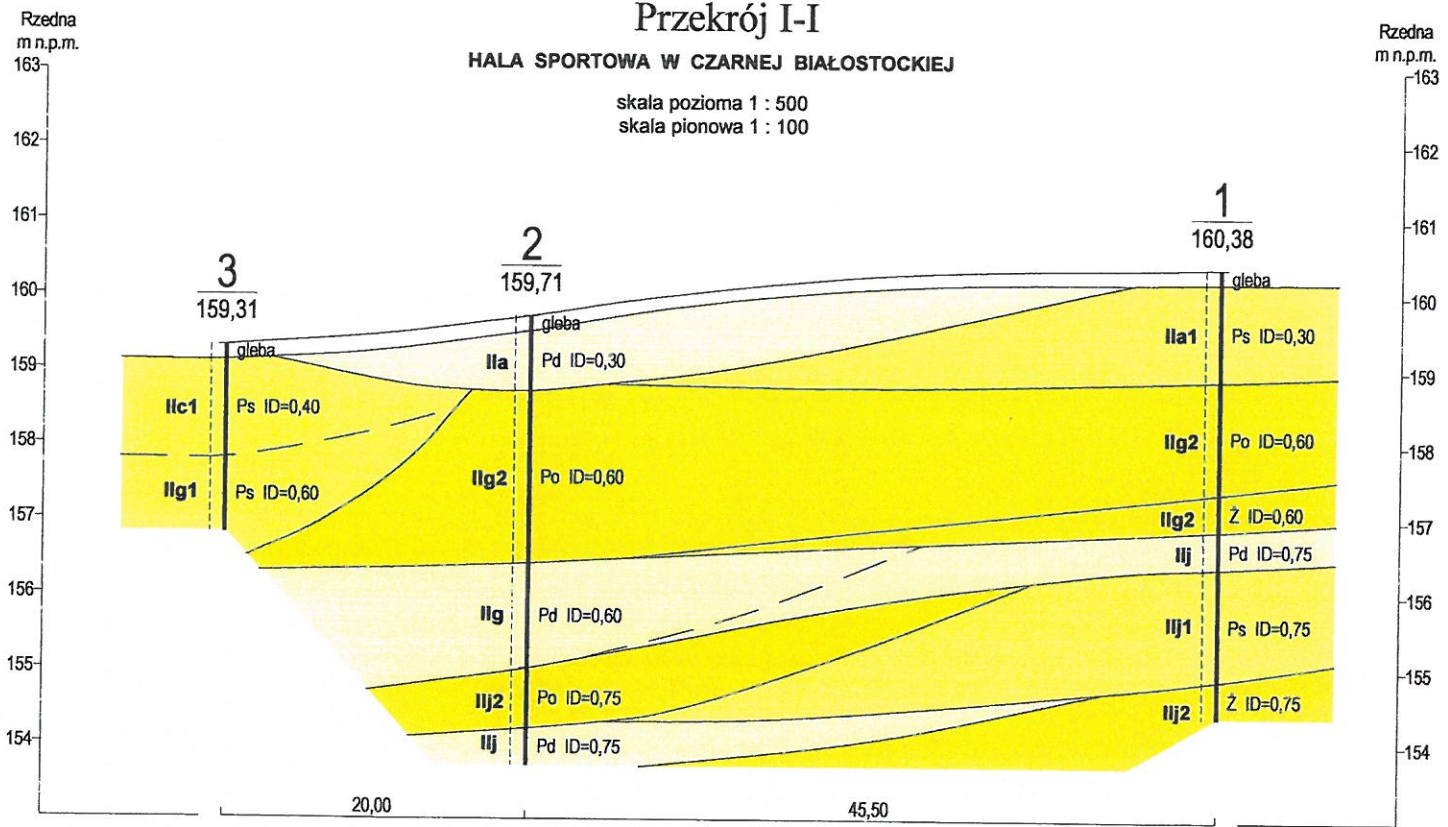 Przekrój I-I
HALA SPORTOWA W CZARNEJ BIAŁOSTOCKIEJ
skala pozioma 1 : 500
skala pionowa 1 : 100
Rzedna
m n.p.m.
163
162
161
160
159
158
157
156
155
154
Rzedna
m n.p.m.
163
162
161
160
159
158
157
156
155
154
3
159,31
gleba
IIc1 Ps ID=0,40
IIg1 Ps ID=0,60
2
159,71
gleba
IIa Pd ID=0,30
IIg2 Po ID=0,60
IIg Pd ID=0,60
IIj2 Po ID=0,75
IIj Pd ID=0,75
1
160,38
gleba
IIa1 Ps ID=0,30
IIg2 Po ID=0,60
IIg2 Ż ID=0,60
IIj Pd ID=0,75
IIj1 Ps ID=0,75
IIj2 Ż ID=0,75
20,00
45,50